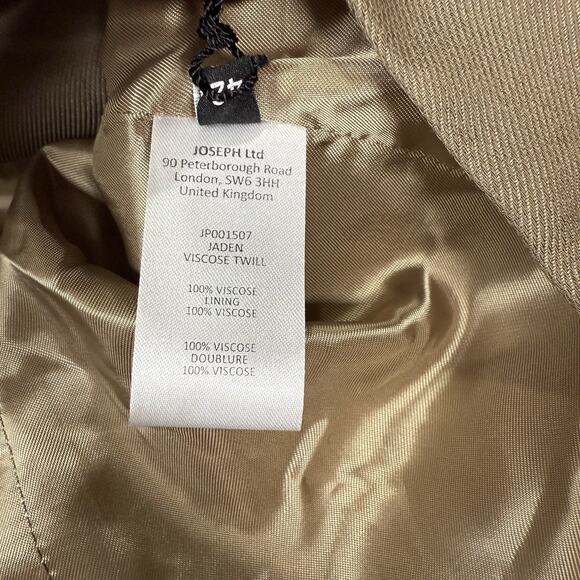 42
JOSEPH Ltd
90 Peterborough Road
London, SW6 3HH
United Kingdom
JP001507
JADEN
VISCOSE TWILL
100% VISCOSE
LINING
100% VISCOSE
100% VISCOSE
DOUBLURE
100% VISCOSE